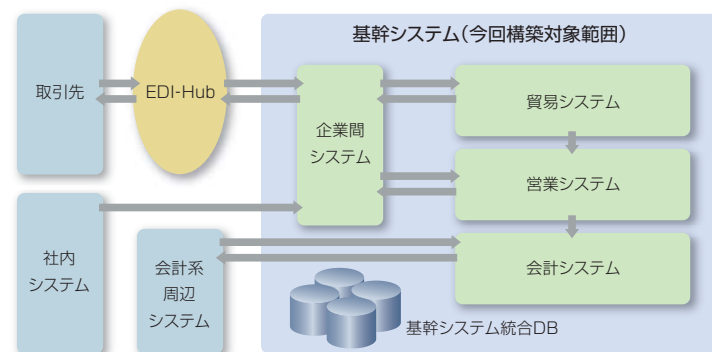 基幹システム(今回構築対象範囲)
取引先
EDI-Hub
企業間
システム
貿易システム
営業システム
会計システム
社内
システム
会計系
周辺
システム
基幹システム統合DB